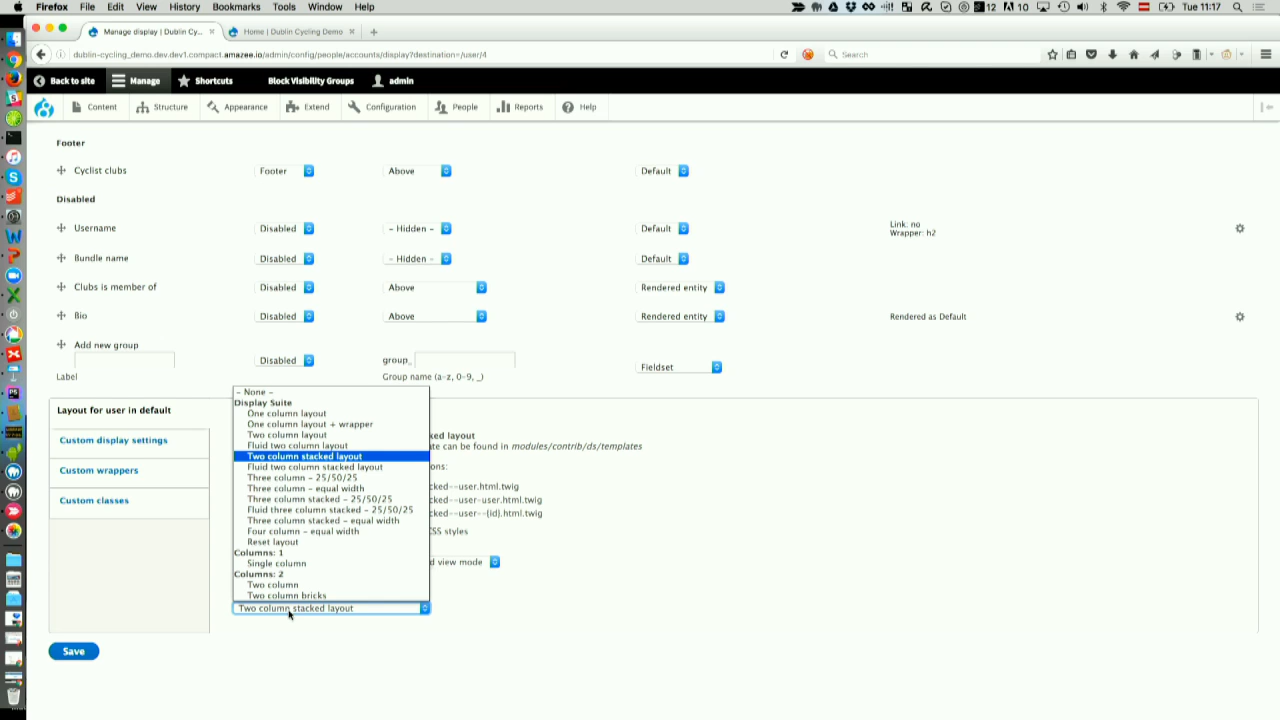 Firefox File Edit View History Bookmarks Tools Window Help 12 10 Tue 11:17
Manage display | Dublin Cy... Home | Dublin Cycling Demo
dublin-cycling_demo.dev.dev1.compact.amazee.io/admin/config/people/accounts/display?destination=/user/4 Search
Back to site Manage Shortcuts Block Visibility Groups admin
Content Structure Appearance Extend Configuration People Reports Help
Footer
Cyclist clubs Footer Above Default
Disabled
Username Disabled - Hidden - Default Link: no
Wrapper: h2
Bundle name Disabled - Hidden - Default
Clubs is member of Disabled Above Rendered entity
Bio Disabled Above Rendered entity Rendered as Default
Add new group
Disabled group_ Fieldset
Label Group name (a-z, 0-9, _)
Layout for user in default
Custom display settings
Custom wrappers
Custom classes
- None -
Display Suite
One column layout
One column layout + wrapper
Two column layout
Fluid two column layout
Two column stacked layout
Fluid two column stacked layout
Three column - 25/50/25
Three column - equal width
Three column stacked - 25/50/25
Fluid three column stacked - 25/50/25
Three column stacked - equal width
Four column - equal width
Reset layout
Columns: 1
Single column
Columns: 2
Two column
Two column bricks
Two column stacked layout
ked layout
te can be found in modules/contrib/ds/templates
ons:
cked--user.html.twig
cked--user-user.html.twig
cked--user--{id}.html.twig
CSS styles
d view mode
Save